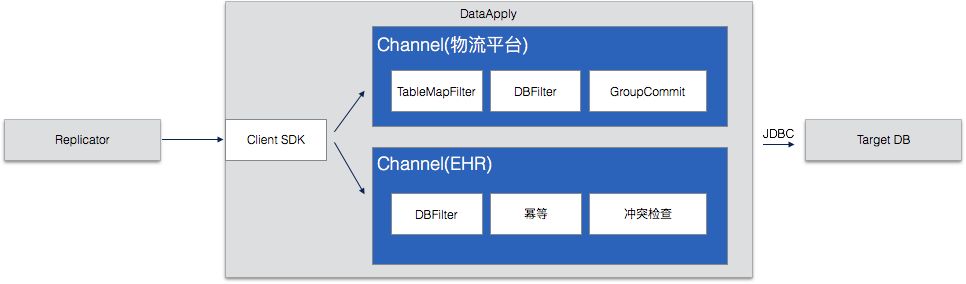 DataApply
Replicator
Client SDK
Channel(物流平台)
TableMapFilter
DBFilter
GroupCommit
Channel(EHR)
DBFilter
幂等
冲突检查
JDBC
Target DB